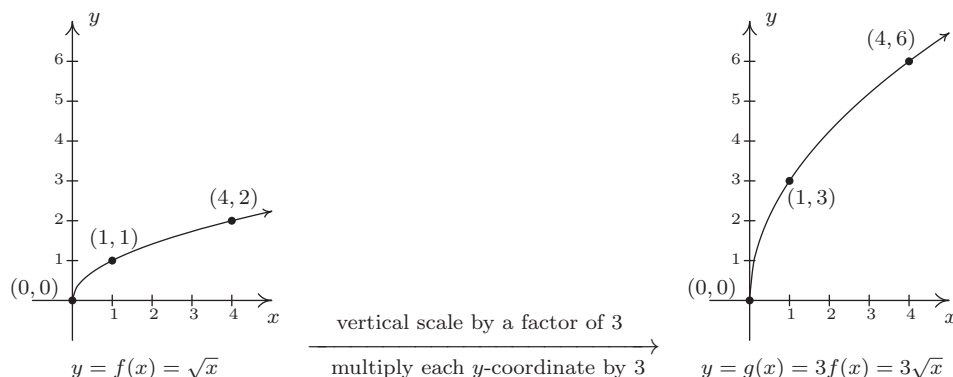 y
6
5
4
3
2
1
(0, 0)
(1, 1)
(4, 2)
1 2 3 4
x
y = f(x) = √x
vertical scale by a factor of 3
multiply each y-coordinate by 3
y
6
5
4
3
2
1
(0, 0)
(1, 3)
(4, 6)
1 2 3 4
x
y = g(x) = 3f(x) = 3√x